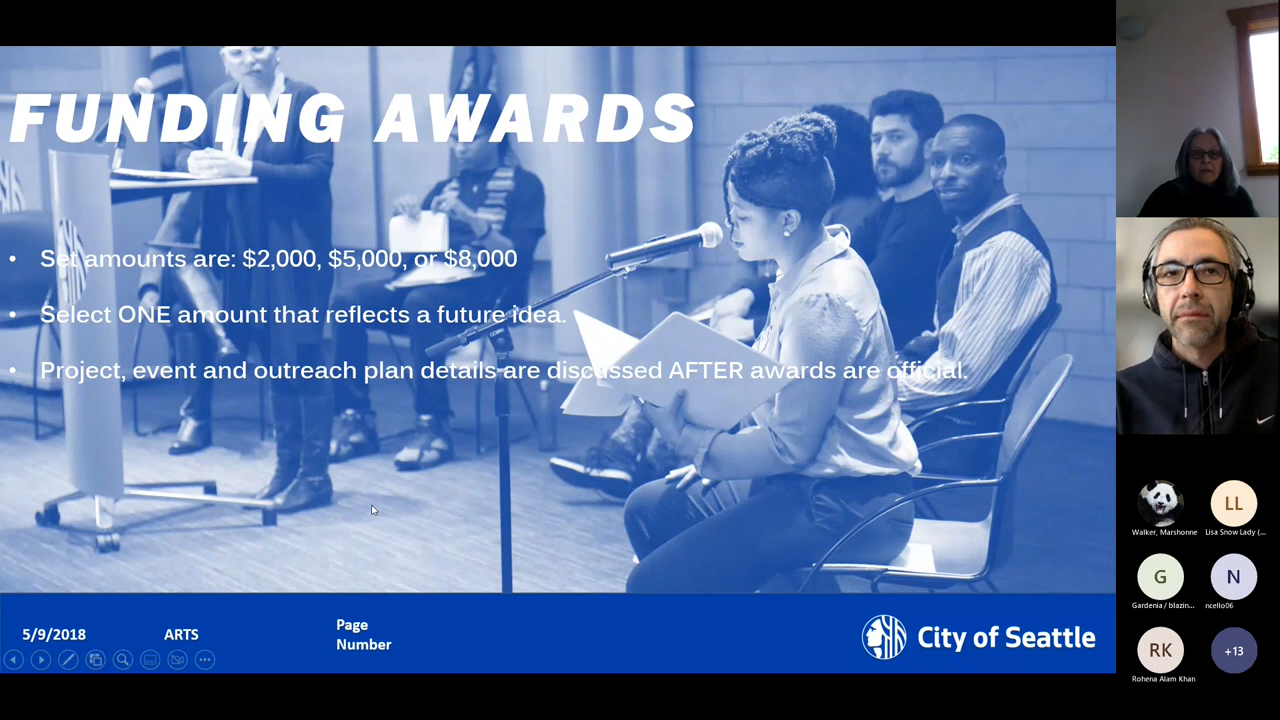 FUNDING AWARDS
• Set amounts are: $2,000, $5,000, or $8,000
• Select ONE amount that reflects a future idea.
• Project, event and outreach plan details are discussed AFTER awards are official.
5/9/2018
ARTS
Page
Number
City of Seattle
Walker, Marshonne
LL
Lisa Snow Lady (...
G
Gardenia / blazin...
N
ncello06
RK
Rohena Alam Khan
+13